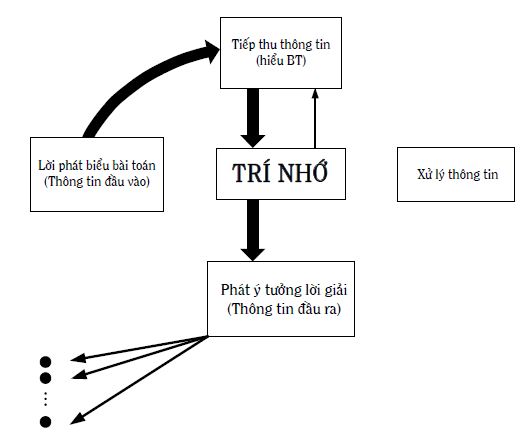 Tiếp thu thông tin
(hiểu BT)
Lời phát biểu bài toán
(Thông tin đầu vào)
TRÍ NHỚ
Xử lý thông tin
Phát ý tưởng lời giải
(Thông tin đầu ra)